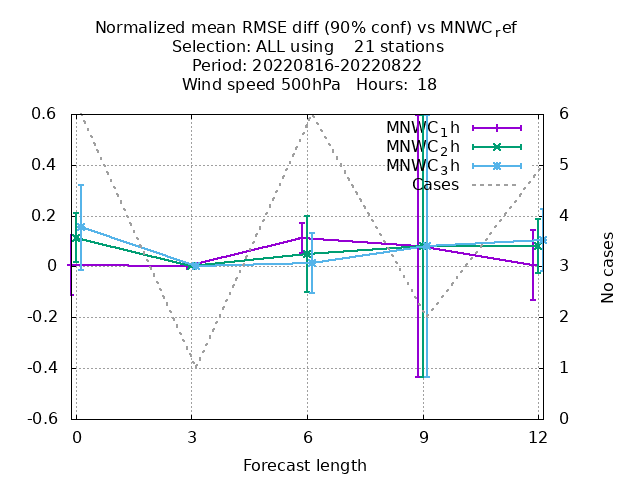 Normalized mean RMSE diff (90% conf) vs MNWC_ref
Selection: ALL using    21 stations
Period: 20220816-20220822
Wind speed 500hPa   Hours:  18
0.6
0.4
0.2
0
-0.2
-0.4
-0.6
MNWC_1h
MNWC_2h
MNWC_3h
Cases
6
5
4
3
2
1
0
No cases
0 3 6 9 12
Forecast length